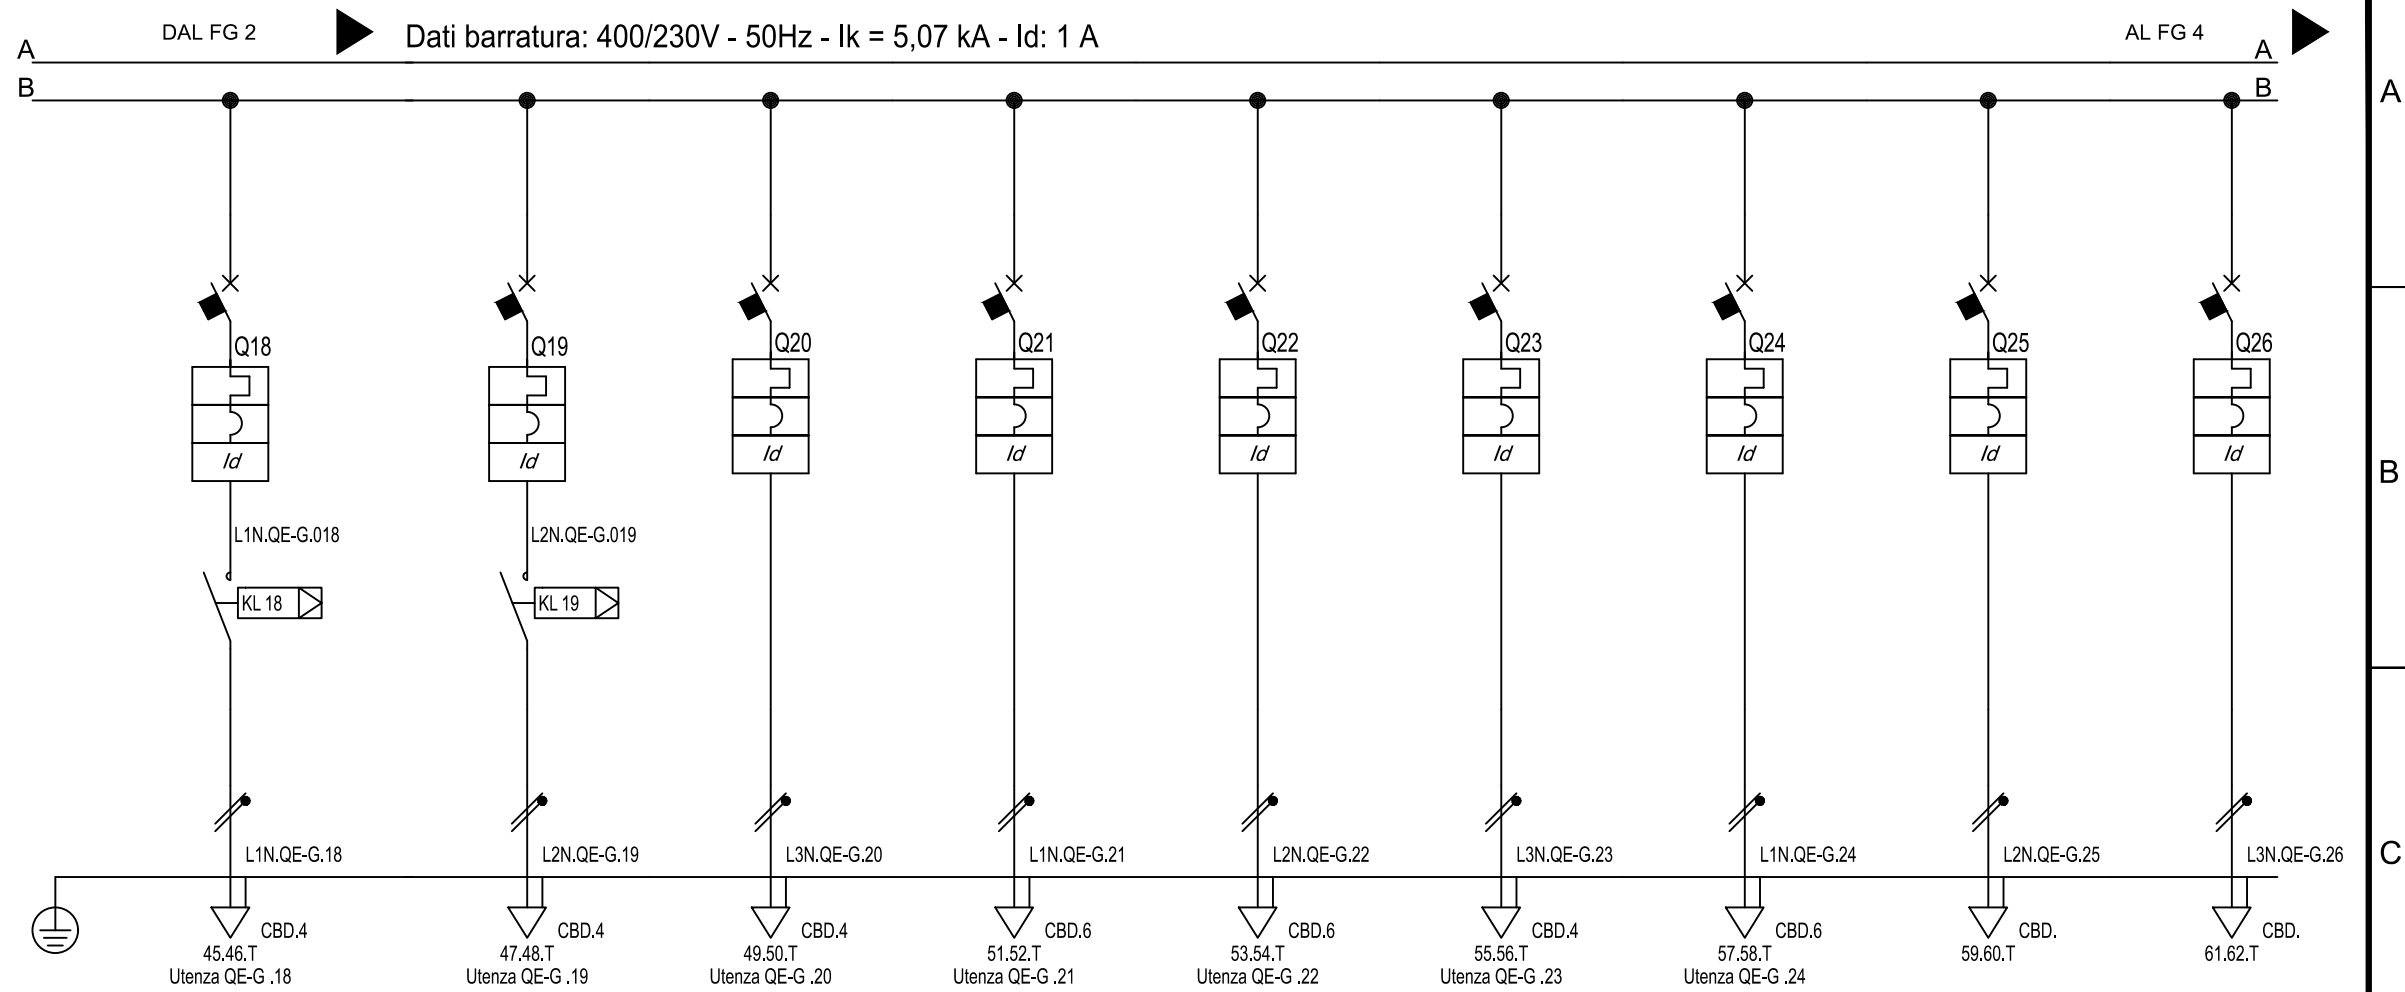 DAL FG 2
Dati barratura: 400/230V - 50Hz - Ik = 5,07 kA - Id: 1 A
AL FG 4
A
A
B
B
A
Q18
Q19
Q20
Q21
Q22
Q23
Q24
Q25
Q26
Id
Id
Id
Id
Id
Id
Id
Id
Id
B
L1N.QE-G.018
L2N.QE-G.019
KL 18
KL 19
L1N.QE-G.18
L2N.QE-G.19
L3N.QE-G.20
L1N.QE-G.21
L2N.QE-G.22
L3N.QE-G.23
L1N.QE-G.24
L2N.QE-G.25
L3N.QE-G.26
C
CBD.4
CBD.4
CBD.4
CBD.6
CBD.6
CBD.4
CBD.6
CBD.
CBD.
45.46.T
47.48.T
49.50.T
51.52.T
53.54.T
55.56.T
57.58.T
59.60.T
61.62.T
Utenza QE-G .18
Utenza QE-G .19
Utenza QE-G .20
Utenza QE-G .21
Utenza QE-G .22
Utenza QE-G .23
Utenza QE-G .24